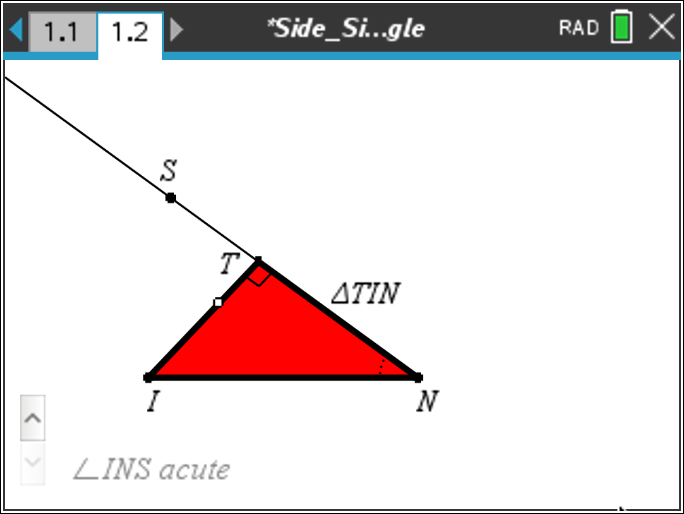 1.1 1.2 *Side_Si...gle RAD
S
T
ΔTIN
I N
∠INS acute